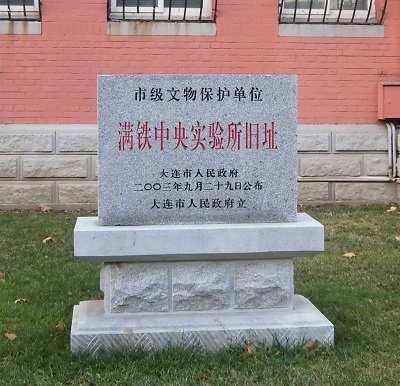 市级文物保护单位
满铁中央实验所旧址
大连市人民政府
二〇〇三年九月二十九日公布
大连市人民政府立